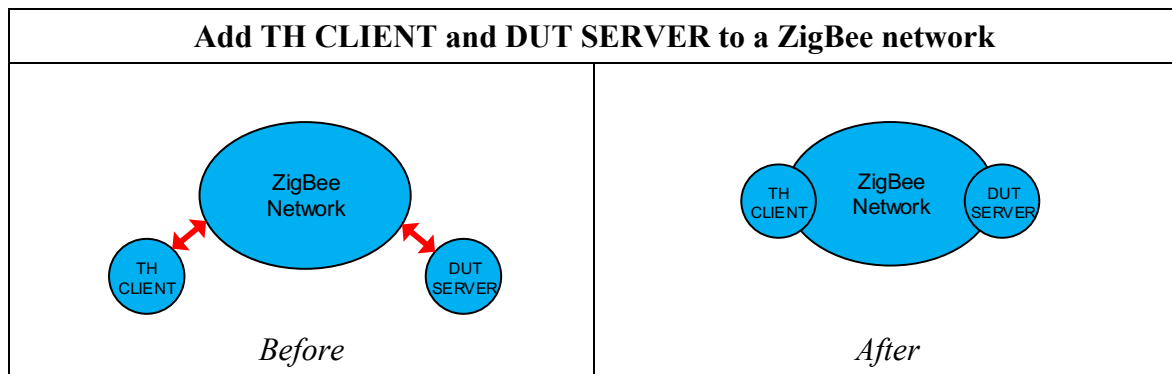 Add TH CLIENT and DUT SERVER to a ZigBee network
ZigBee
Network
TH
CLIENT
DUT
SERVER
Before
ZigBee
Network
TH
CLIENT
DUT
SERVER
After